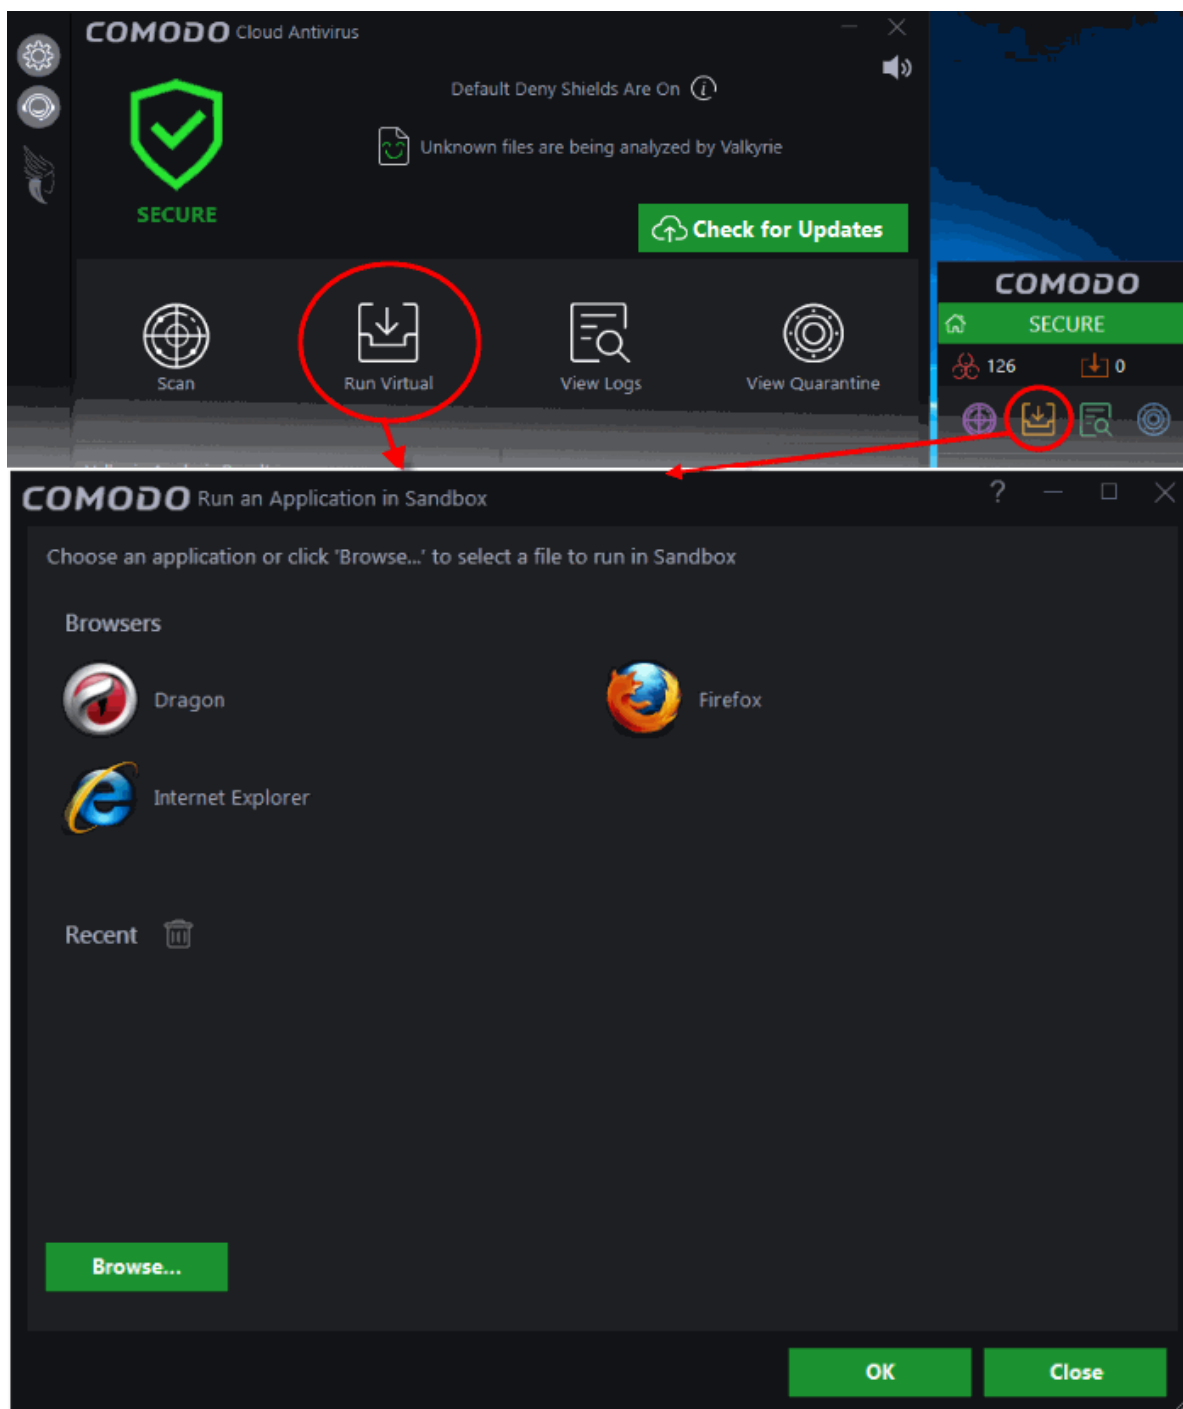 COMODO Cloud Antivirus
Default Deny Shields Are On
Unknown files are being analyzed by Valkyrie
SECURE
Check for Updates
Scan
Run Virtual
View Logs
View Quarantine
COMODO
SECURE
126 0
COMODO Run an Application in Sandbox ?
Choose an application or click 'Browse...' to select a file to run in Sandbox
Browsers
Dragon
Firefox
Internet Explorer
Recent
Browse...
OK
Close